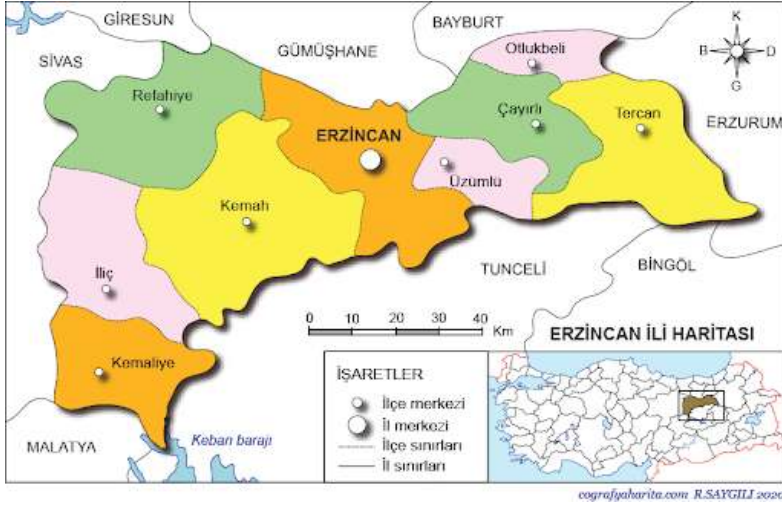 GİRESUN
BAYBURT
K
SİVAS
GÜMÜŞHANE
Otlukbeli
B D
G
Refahiye
Çayırlı
Tercan
ERZİNCAN
ERZURUM
Üzümlü
Kemah
TUNCELİ
BİNGÖL
İliç
0 10 20 30 40
Km
ERZİNCAN İLİ HARİTASI
Kemaliye
İŞARETLER
İlçe merkezi
İl merkezi
İlçe sınırları
İl sınırları
MALATYA
Keban barajı
cografyaharita.com R.SAYGILI 2020